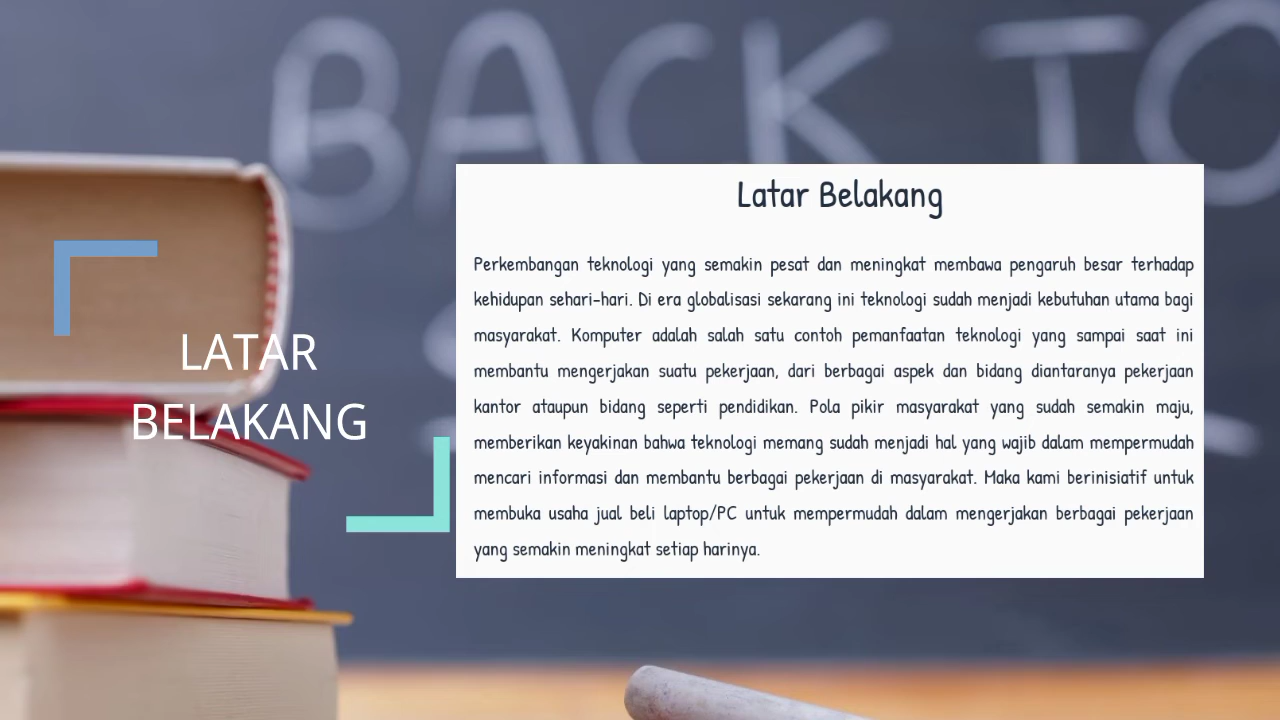 BACK TO
LATAR
BELAKANG
Latar Belakang
Perkembangan teknologi yang semakin pesat dan meningkat membawa pengaruh besar terhadap
kehidupan sehari-hari. Di era globalisasi sekarang ini teknologi sudah menjadi kebutuhan utama bagi
masyarakat. Komputer adalah salah satu contoh pemanfaatan teknologi yang sampai saat ini
membantu mengerjakan suatu pekerjaan, dari berbagai aspek dan bidang diantaranya pekerjaan
kantor ataupun bidang seperti pendidikan. Pola pikir masyarakat yang sudah semakin maju,
memberikan keyakinan bahwa teknologi memang sudah menjadi hal yang wajib dalam mempermudah
mencari informasi dan membantu berbagai pekerjaan di masyarakat. Maka kami berinisiatif untuk
membuka usaha jual beli laptop/PC untuk mempermudah dalam mengerjakan berbagai pekerjaan
yang semakin meningkat setiap harinya.